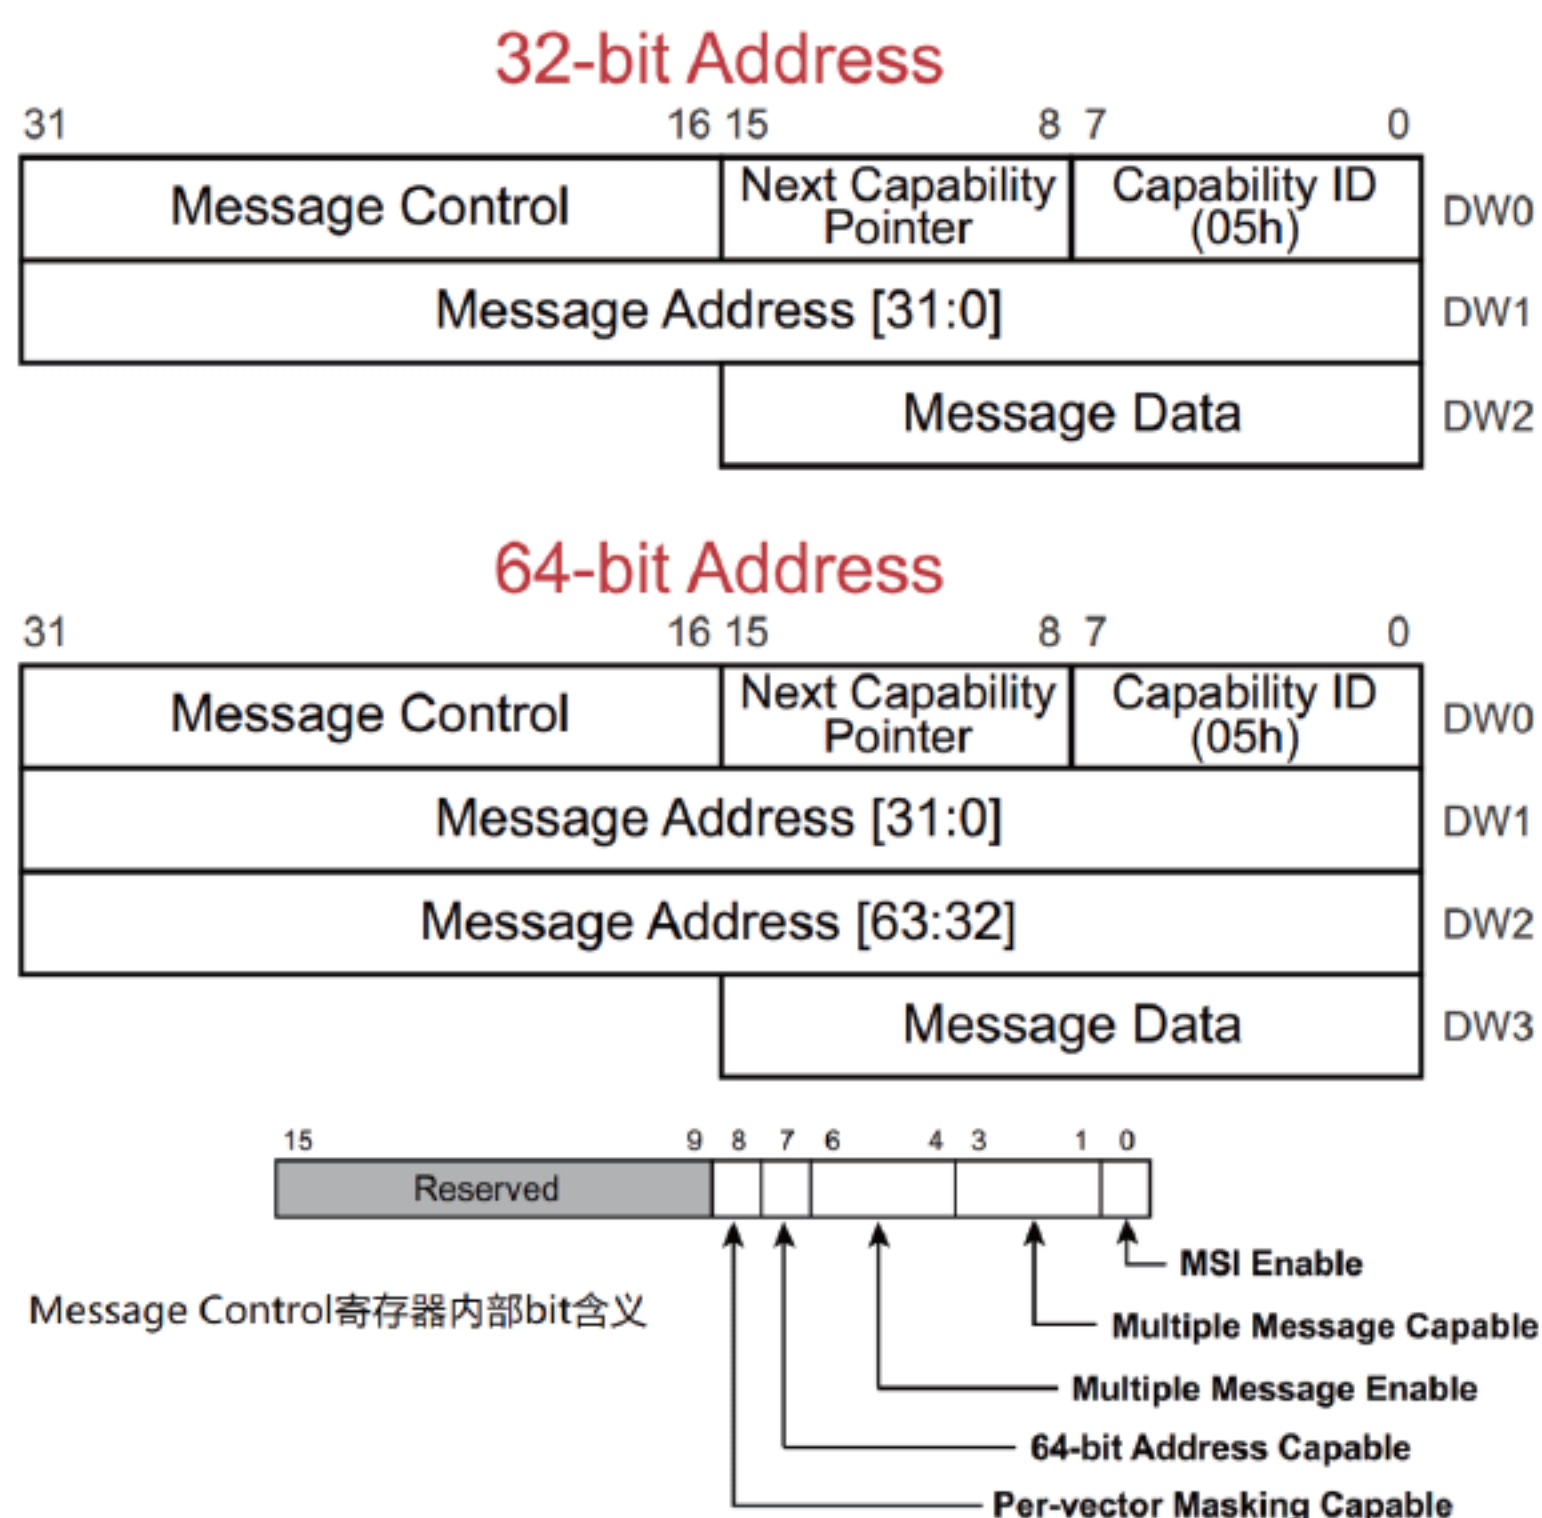 32-bit Address
31 16 15 8 7 0
Message Control
Next Capability
Pointer
Capability ID
(05h)
DW0
Message Address [31:0]
DW1
Message Data
DW2
64-bit Address
31 16 15 8 7 0
Message Control
Next Capability
Pointer
Capability ID
(05h)
DW0
Message Address [31:0]
DW1
Message Address [63:32]
DW2
Message Data
DW3
15 9 8 7 6 4 3 1 0
Reserved
MSI Enable
Message Control寄存器内部bit含义
Multiple Message Capable
Multiple Message Enable
64-bit Address Capable
Per-vector Masking Capable